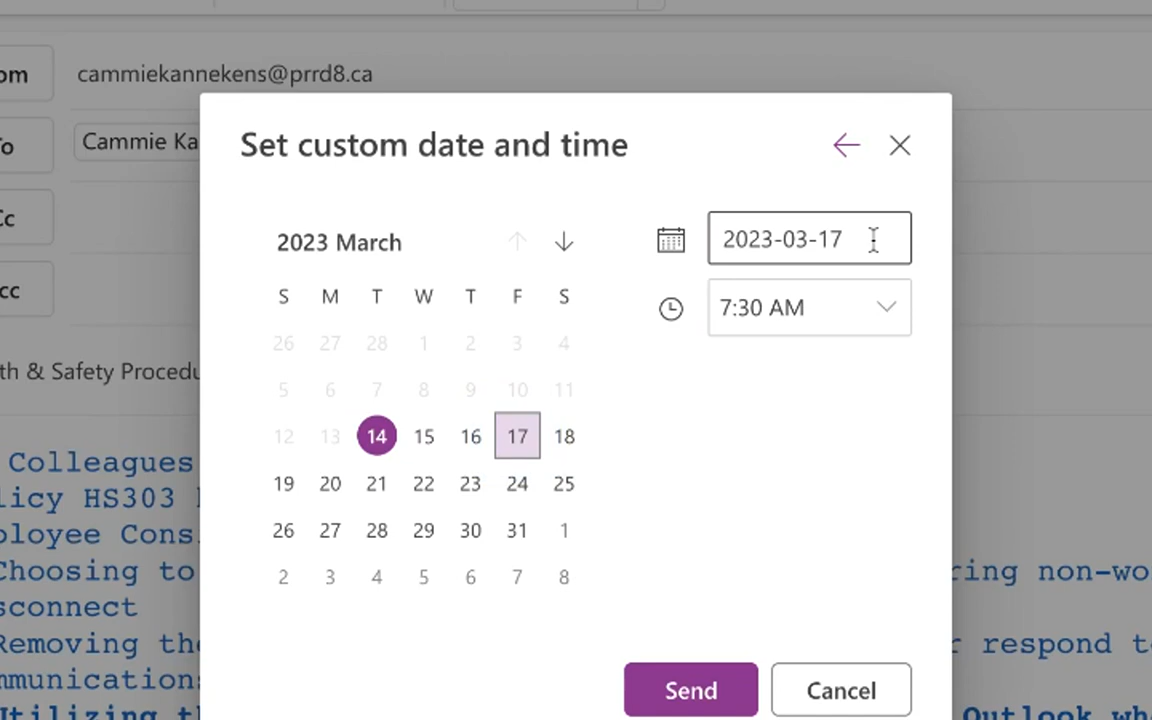 om
cammiekannekens@prrd8.ca
Set custom date and time
To
Cammie Ka
Cc
cc
2023 March
2023-03-17
S M T W T F S
7:30 AM
26 27 28 1 2 3 4
5 6 7 8 9 10 11
12 13 14 15 16 17 18
19 20 21 22 23 24 25
26 27 28 29 30 31 1
2 3 4 5 6 7 8
th & Safety Procedu
Colleagues
licy HS303
ployee Cons
Choosing to
ring non-wo
sconnect
Removing the
r respond to
mmunications
Utilizing th
Outlook wh
Send
Cancel